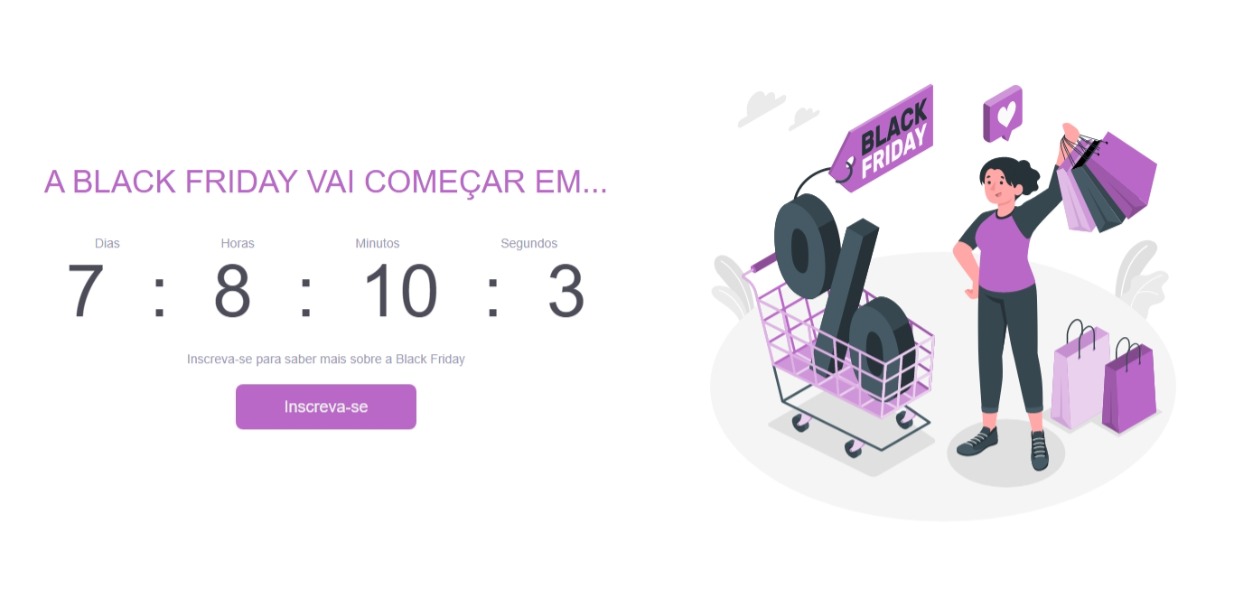 A BLACK FRIDAY VAI COMEÇAR EM...
Dias Horas Minutos Segundos
7 : 8 : 10 : 3
Inscreva-se para saber mais sobre a Black Friday
Inscreva-se
BLACK
FRIDAY
%